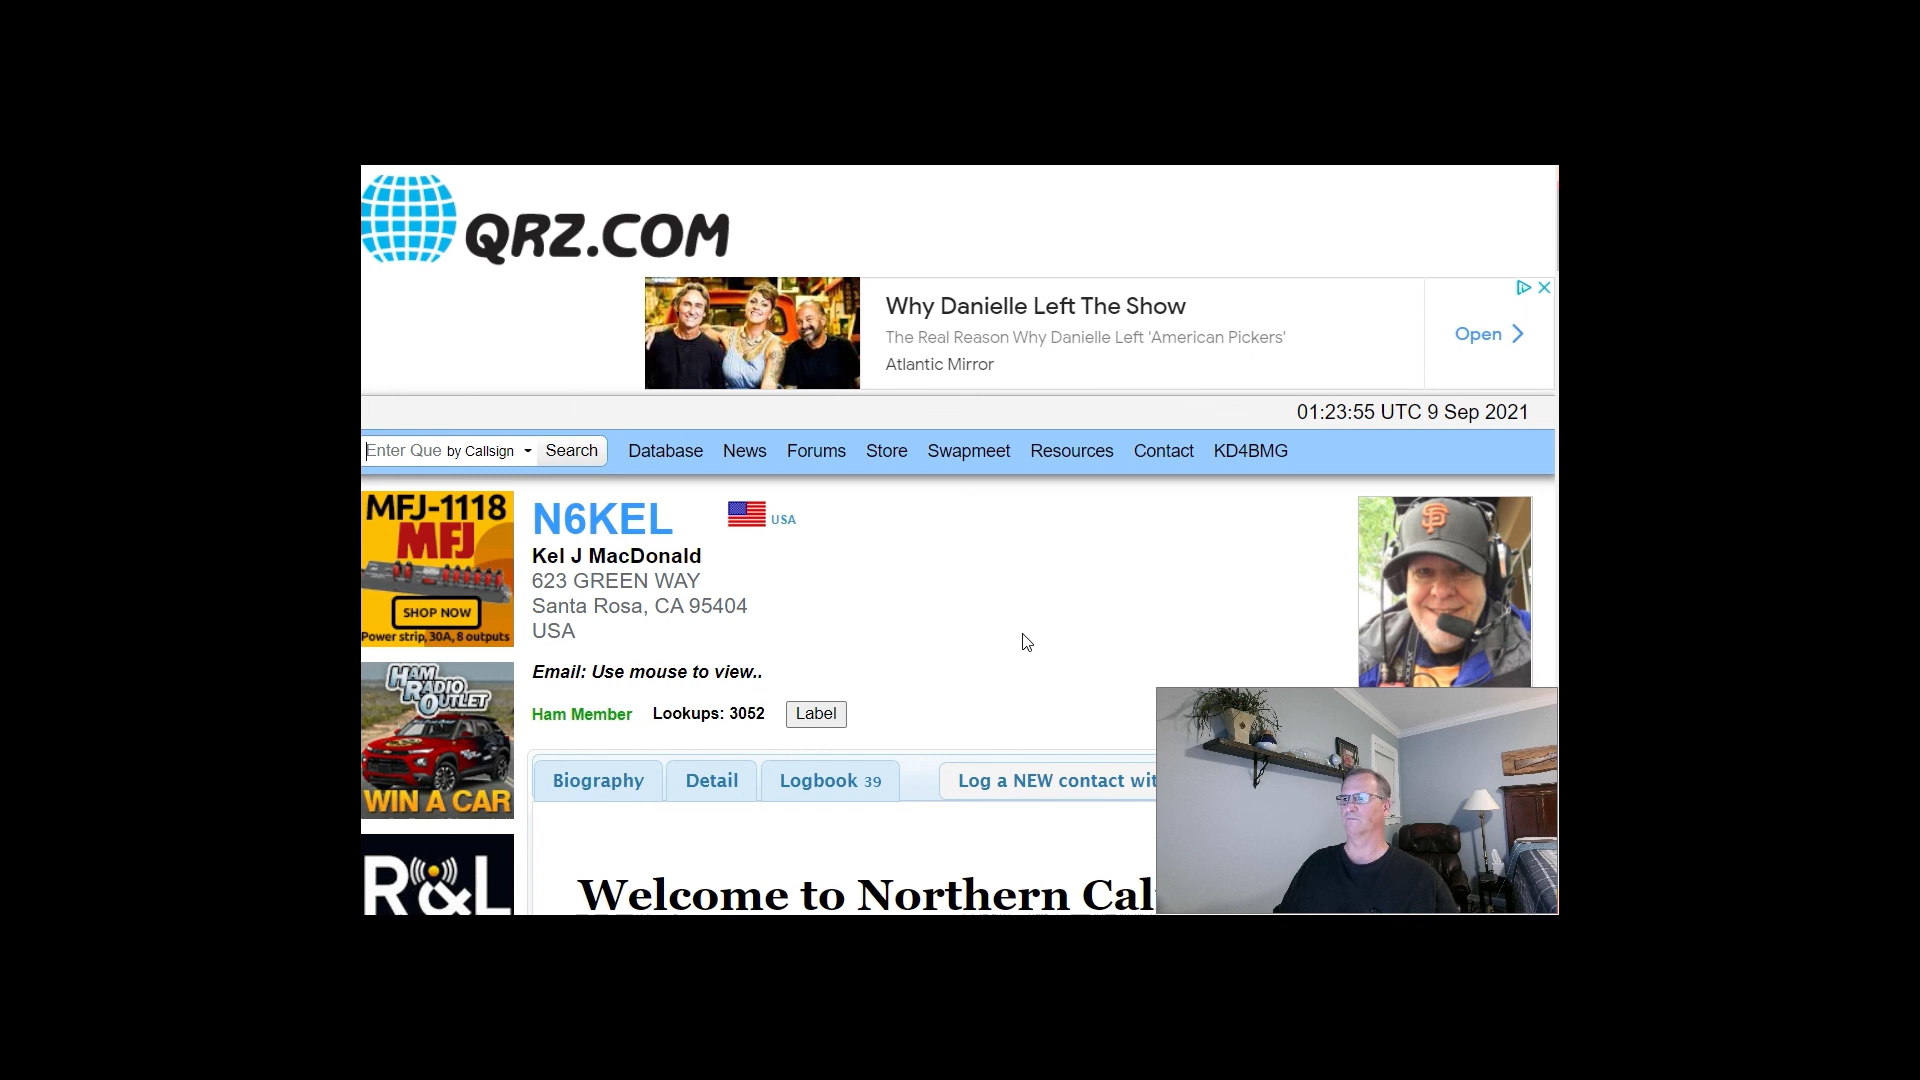 QRZ.COM
Why Danielle Left The Show
The Real Reason Why Danielle Left 'American Pickers'
Atlantic Mirror
Open
01:23:55 UTC 9 Sep 2021
Enter Que by Callsign Search Database News Forums Store Swapmeet Resources Contact KD4BMG
MFJ-1118
MFJ
SHOP NOW
Power strip, 30A, 8 outputs
N6KEL USA
Kel J MacDonald
623 GREEN WAY
Santa Rosa, CA 95404
USA
Email: Use mouse to view..
Ham Member Lookups: 3052 Label
HAM
RADIO
OUTLET
WIN A CAR
Biography Detail Logbook 39 Log a NEW contact wit
R&L
Welcome to Northern Cal
SF